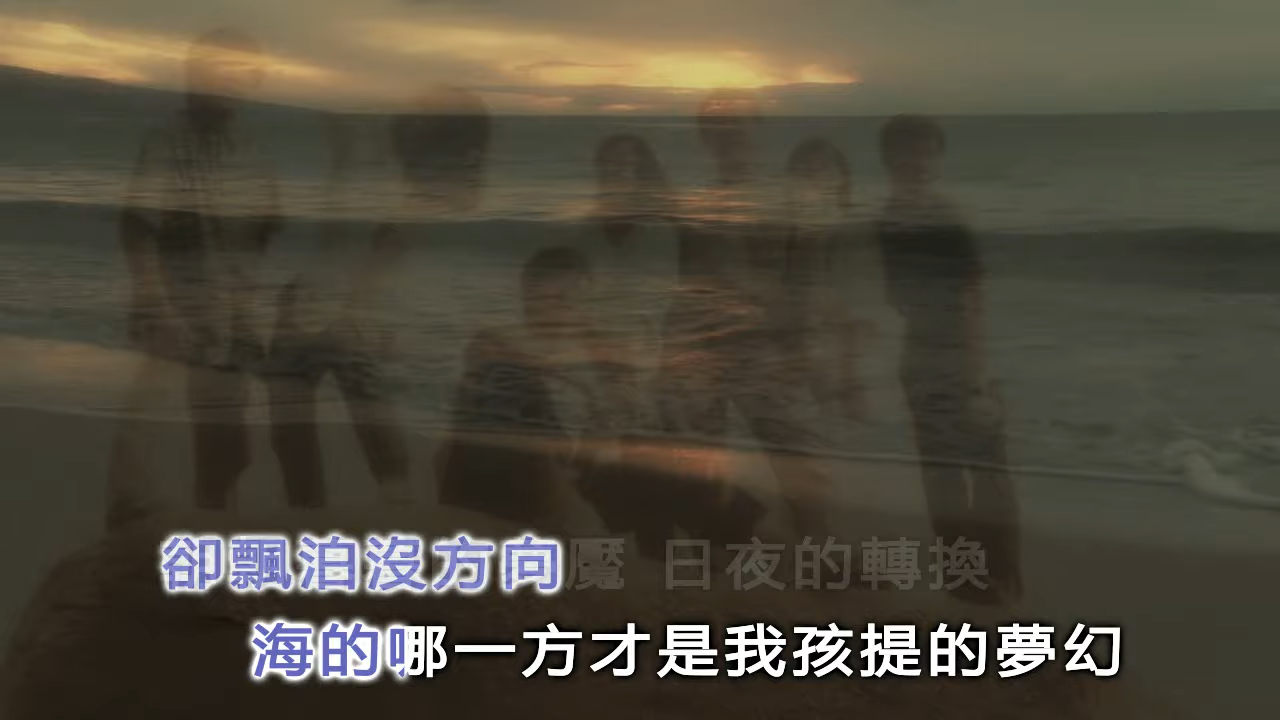 卻飄泊沒方向魘 日夜的轉換
海的哪一方才是我孩提的夢幻